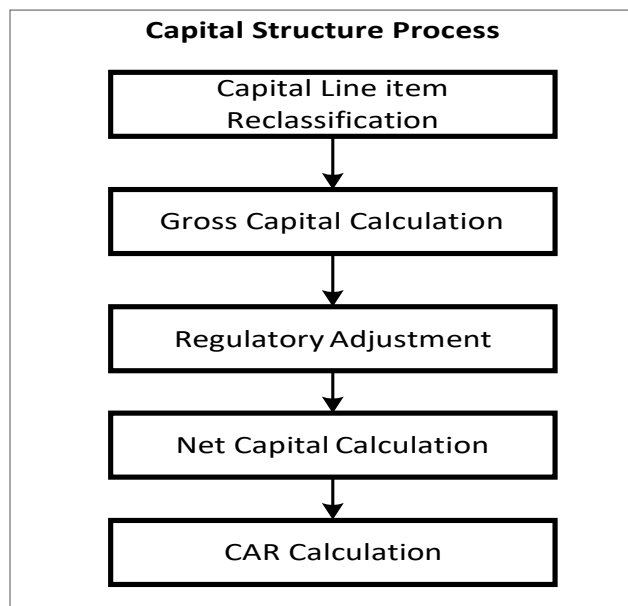 Capital Structure Process
Capital Line item
Reclassification
Gross Capital Calculation
Regulatory Adjustment
Net Capital Calculation
CAR Calculation